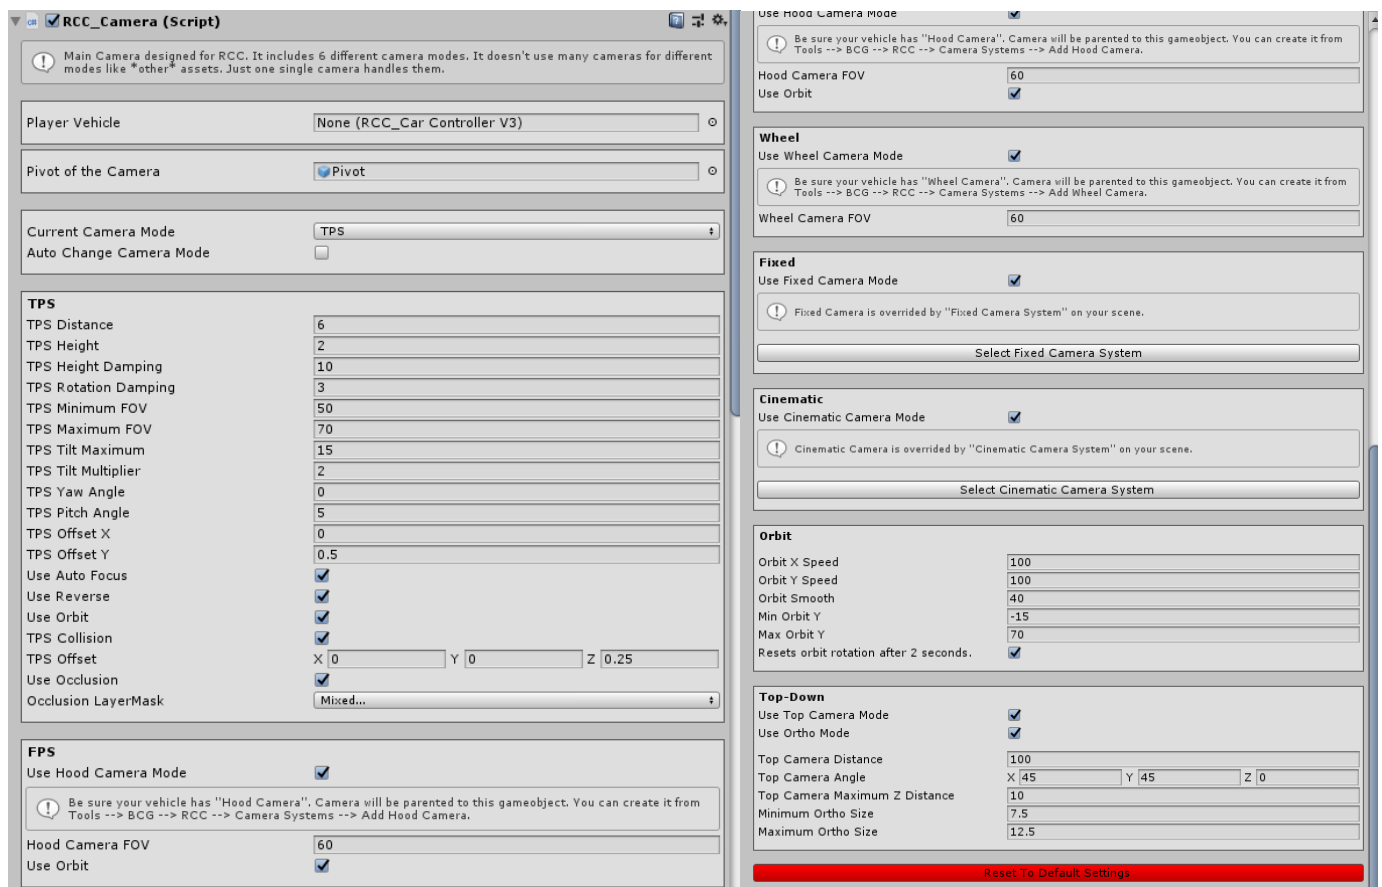 RCC_Camera (Script)
Main Camera designed for RCC. It includes 6 different camera modes. It doesn't use many cameras for different
modes like *other* assets. Just one single camera handles them.
Player Vehicle None (RCC_Car Controller V3)
Pivot of the Camera Pivot
Current Camera Mode TPS
Auto Change Camera Mode
TPS
TPS Distance 6
TPS Height 2
TPS Height Damping 10
TPS Rotation Damping 3
TPS Minimum FOV 50
TPS Maximum FOV 70
TPS Tilt Maximum 15
TPS Tilt Multiplier 2
TPS Yaw Angle 0
TPS Pitch Angle 5
TPS Offset X 0
TPS Offset Y 0.5
Use Auto Focus
Use Reverse
Use Orbit
TPS Collision
TPS Offset X 0 Y 0 Z 0.25
Use Occlusion
Occlusion LayerMask Mixed...
FPS
Use Hood Camera Mode
Be sure your vehicle has "Hood Camera". Camera will be parented to this gameobject. You can create it from
Tools --> BCG --> RCC --> Camera Systems --> Add Hood Camera.
Hood Camera FOV 60
Use Orbit
Use Hood Camera Mode
Be sure your vehicle has "Hood Camera". Camera will be parented to this gameobject. You can create it from
Tools --> BCG --> RCC --> Camera Systems --> Add Hood Camera.
Hood Camera FOV 60
Use Orbit
Wheel
Use Wheel Camera Mode
Be sure your vehicle has "Wheel Camera". Camera will be parented to this gameobject. You can create it from
Tools --> BCG --> RCC --> Camera Systems --> Add Wheel Camera.
Wheel Camera FOV 60
Fixed
Use Fixed Camera Mode
Fixed Camera is overrided by "Fixed Camera System" on your scene.
Select Fixed Camera System
Cinematic
Use Cinematic Camera Mode
Cinematic Camera is overrided by "Cinematic Camera System" on your scene.
Select Cinematic Camera System
Orbit
Orbit X Speed 100
Orbit Y Speed 100
Orbit Smooth 40
Min Orbit Y -15
Max Orbit Y 70
Resets orbit rotation after 2 seconds.
Top-Down
Use Top Camera Mode
Use Ortho Mode
Top Camera Distance 100
Top Camera Angle X 45 Y 45 Z 0
Top Camera Maximum Z Distance 10
Minimum Ortho Size 7.5
Maximum Ortho Size 12.5
Reset To Default Settings